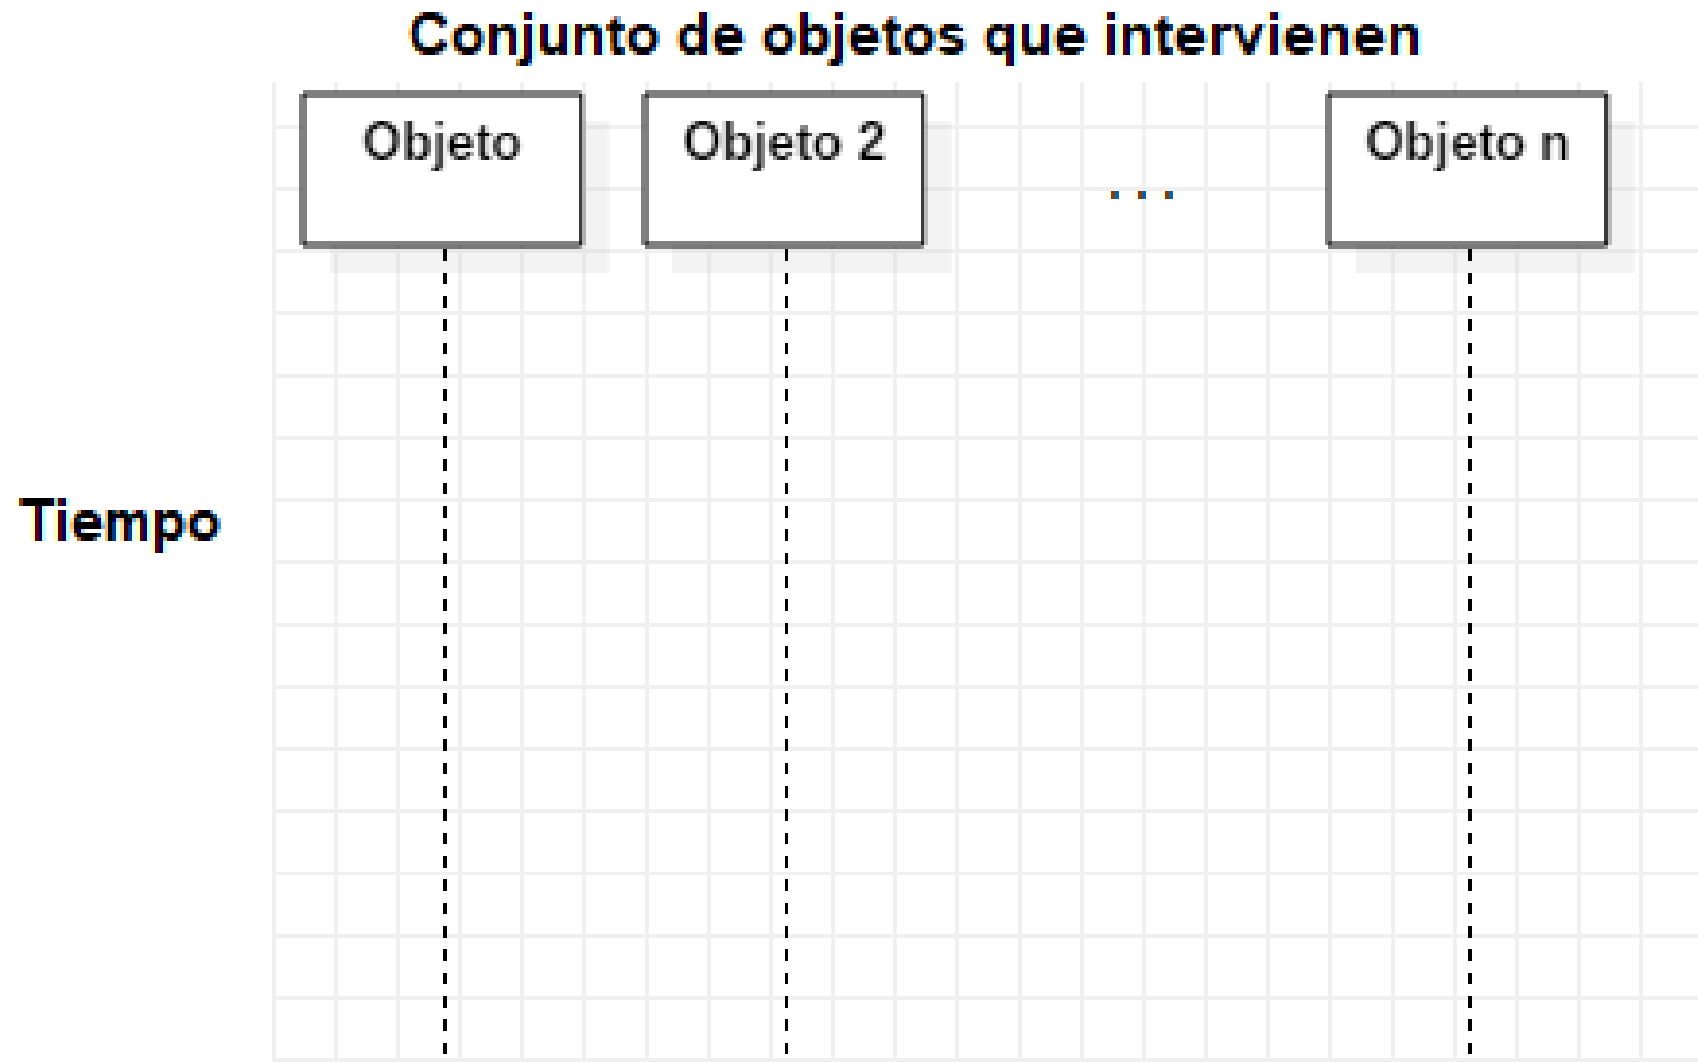 Conjunto de objetos que intervienen
Objeto
Objeto 2
...
Objeto n
Tiempo